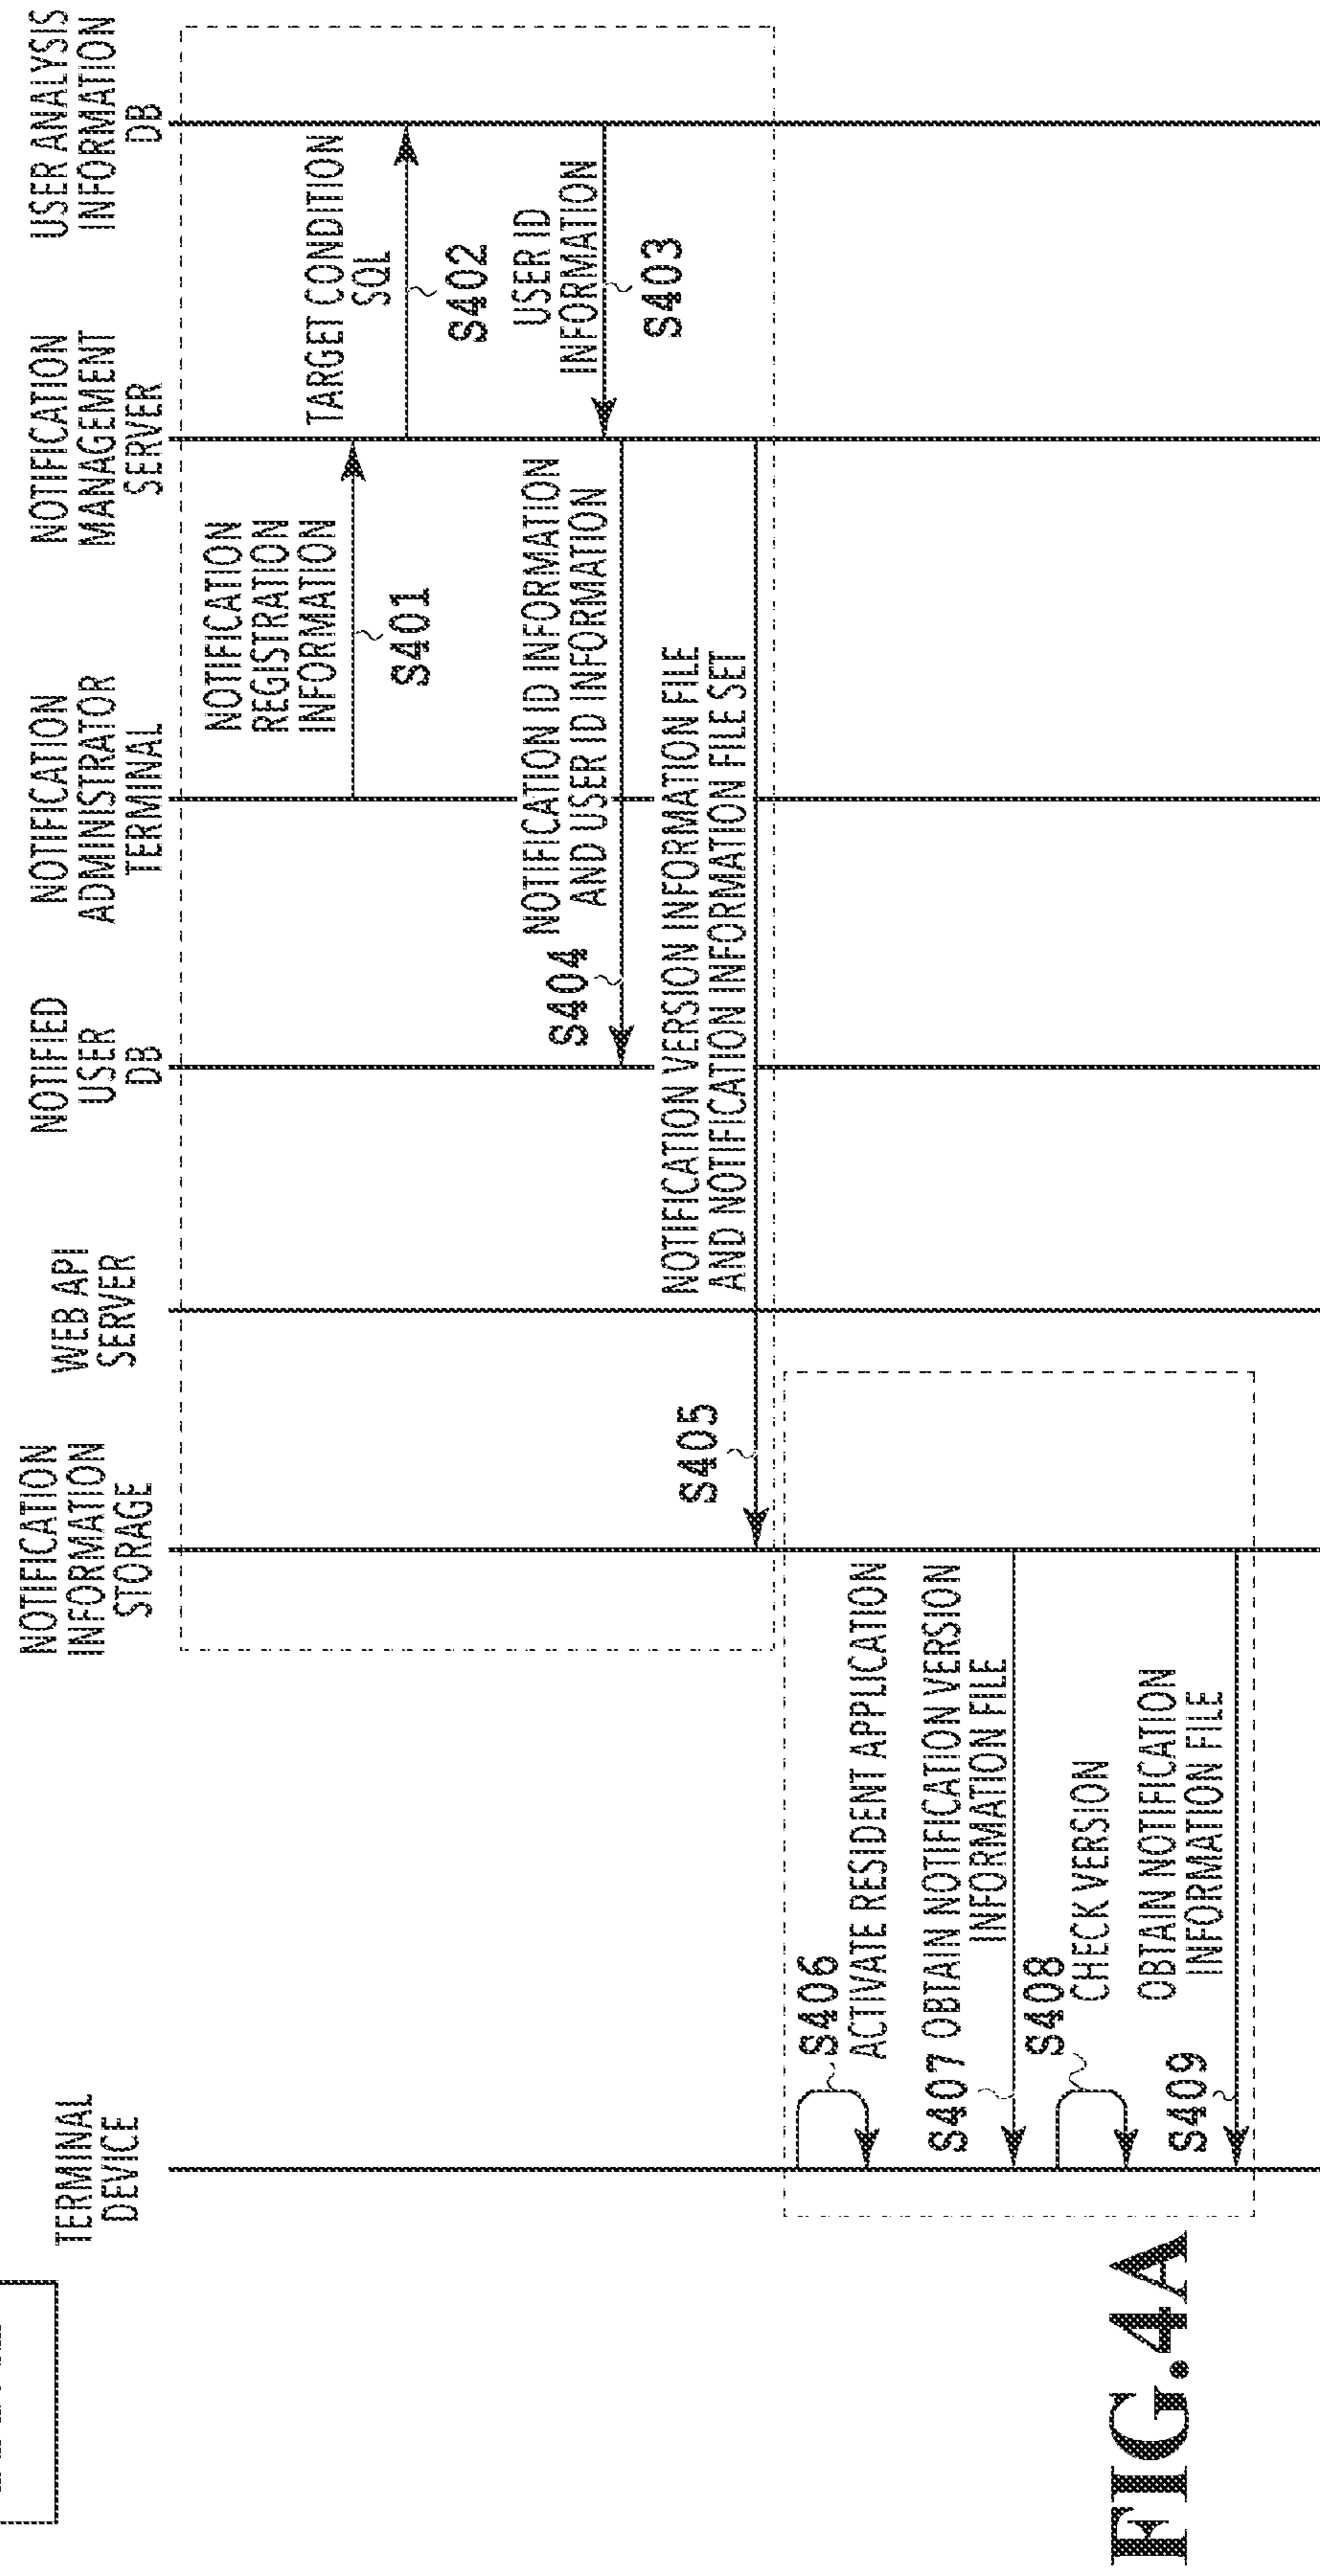 TERMINAL
DEVICE
NOTIFICATION
INFORMATION
STORAGE
WEB API
SERVER
NOTIFIED
USER
DB
NOTIFICATION
ADMINISTRATOR
TERMINAL
NOTIFICATION
MANAGEMENT
SERVER
USER ANALYSIS
INFORMATION
DB
NOTIFICATION
REGISTRATION
INFORMATION
S401
TARGET CONDITION
SQL
S402
USER ID
INFORMATION
S403
NOTIFICATION ID INFORMATION
AND USER ID INFORMATION
S404
NOTIFICATION VERSION INFORMATION FILE
AND NOTIFICATION INFORMATION FILE SET
S405
S406
ACTIVATE RESIDENT APPLICATION
S407 OBTAIN NOTIFICATION VERSION
INFORMATION FILE
S408
CHECK VERSION
OBTAIN NOTIFICATION
INFORMATION FILE
S409
FIG.4A